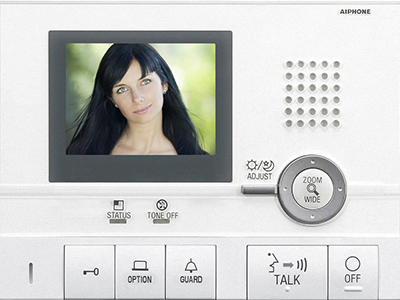 AIPHONE
ADJUST
ZOOM
WIDE
STATUS
TONE OFF
OPTION
GUARD
TALK
OFF